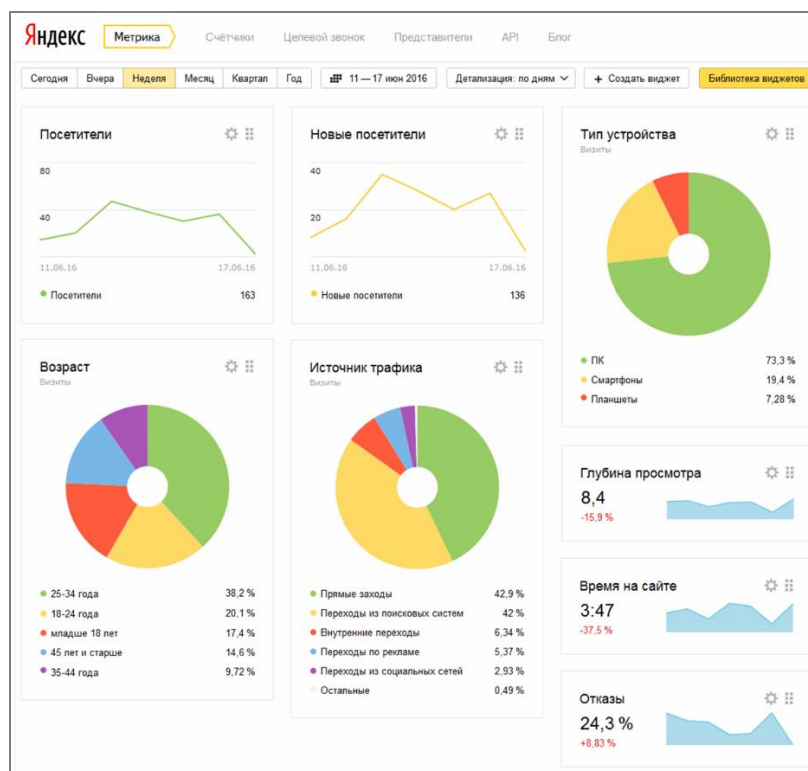 Яндекс Метрика Счётчики Целевой звонок Представители API Блог
Сегодня Вчера Неделя Месяц Квартал Год 11 — 17 июн 2016 Детализация: по дням + Создать виджет Библиотека виджетов
Посетители
80
40
11.06.16 17.06.16
Посетители 163
Новые посетители
40
20
11.06.16 17.06.16
Новые посетители 136
Тип устройства
Визиты
ПК 73,3 %
Смартфоны 19,4 %
Планшеты 7,28 %
Возраст
Визиты
25-34 года 38,2 %
18-24 года 20,1 %
младше 18 лет 17,4 %
45 лет и старше 14,6 %
35-44 года 9,72 %
Источник трафика
Визиты
Прямые заходы 42,9 %
Переходы из поисковых систем 42 %
Внутренние переходы 6,34 %
Переходы по рекламе 5,37 %
Переходы из социальных сетей 2,93 %
Остальные 0,49 %
Глубина просмотра
8,4
-15,9 %
Время на сайте
3:47
-37,5 %
Отказы
24,3 %
+8,83 %